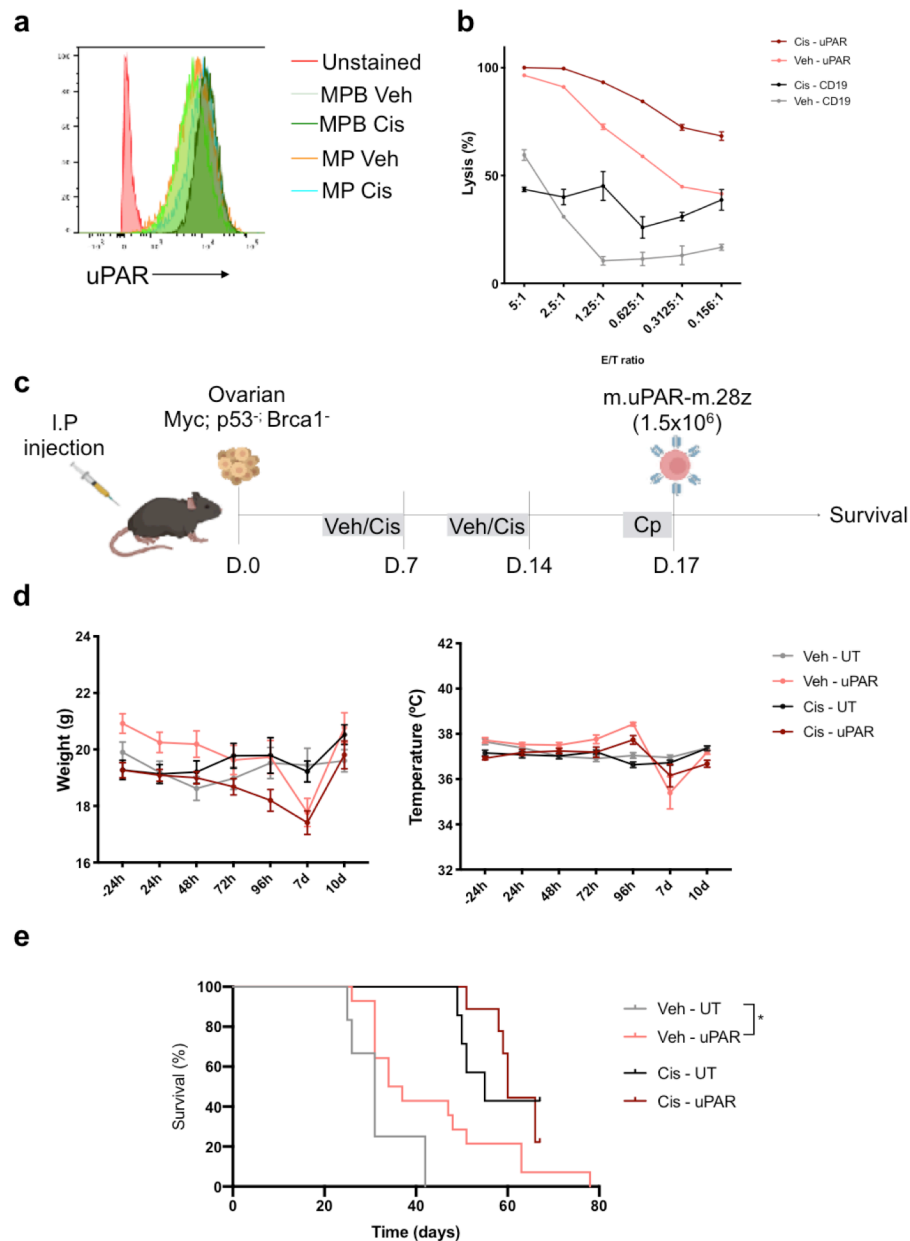 a
100
80
60
40
20
0
uPAR
Unstained
MPB Veh
MPB Cis
MP Veh
MP Cis
b
Lysis (%)
100
50
0
5:1
2.5:1
1.25:1
0.625:1
0.3125:1
0.156:1
E/T ratio
Cis - uPAR
Veh - uPAR
Cis - CD19
Veh - CD19
c
I.P
injection
Ovarian
Myc; p53-; Brca1-
m.uPAR-m.28z
(1.5x10⁶)
Veh/Cis
Veh/Cis
Cp
Survival
D.0
D.7
D.14
D.17
d
Weight (g)
24
22
20
18
16
-24h
24h
48h
72h
96h
7d
10d
Temperature (ºC)
42
40
38
36
34
32
-24h
24h
48h
72h
96h
7d
10d
Veh - UT
Veh - uPAR
Cis - UT
Cis - uPAR
e
Survival (%)
100
80
60
40
20
0
0
20
40
60
80
Time (days)
Veh - UT
Veh - uPAR
*
Cis - UT
Cis - uPAR